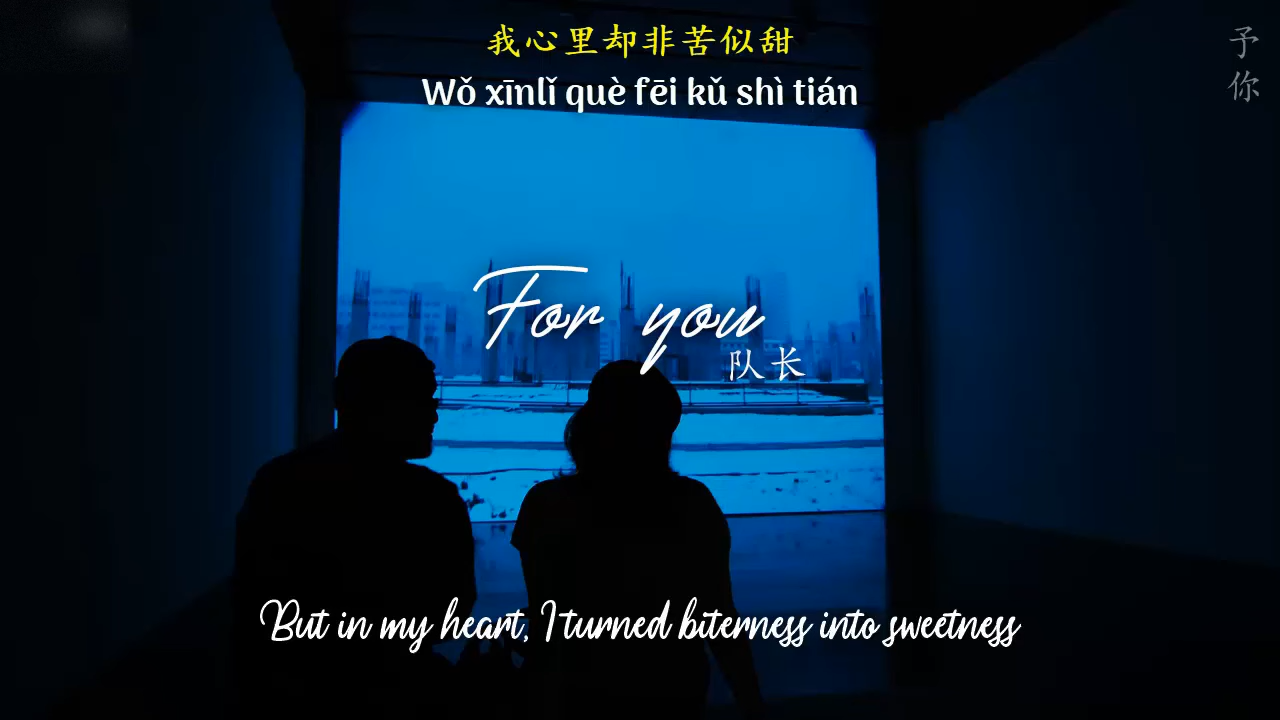 我心里却非苦似甜
Wǒ xīnlǐ què fēi kǔ shì tián
予你
For you
队长
But in my heart, I turned biterness into sweetness